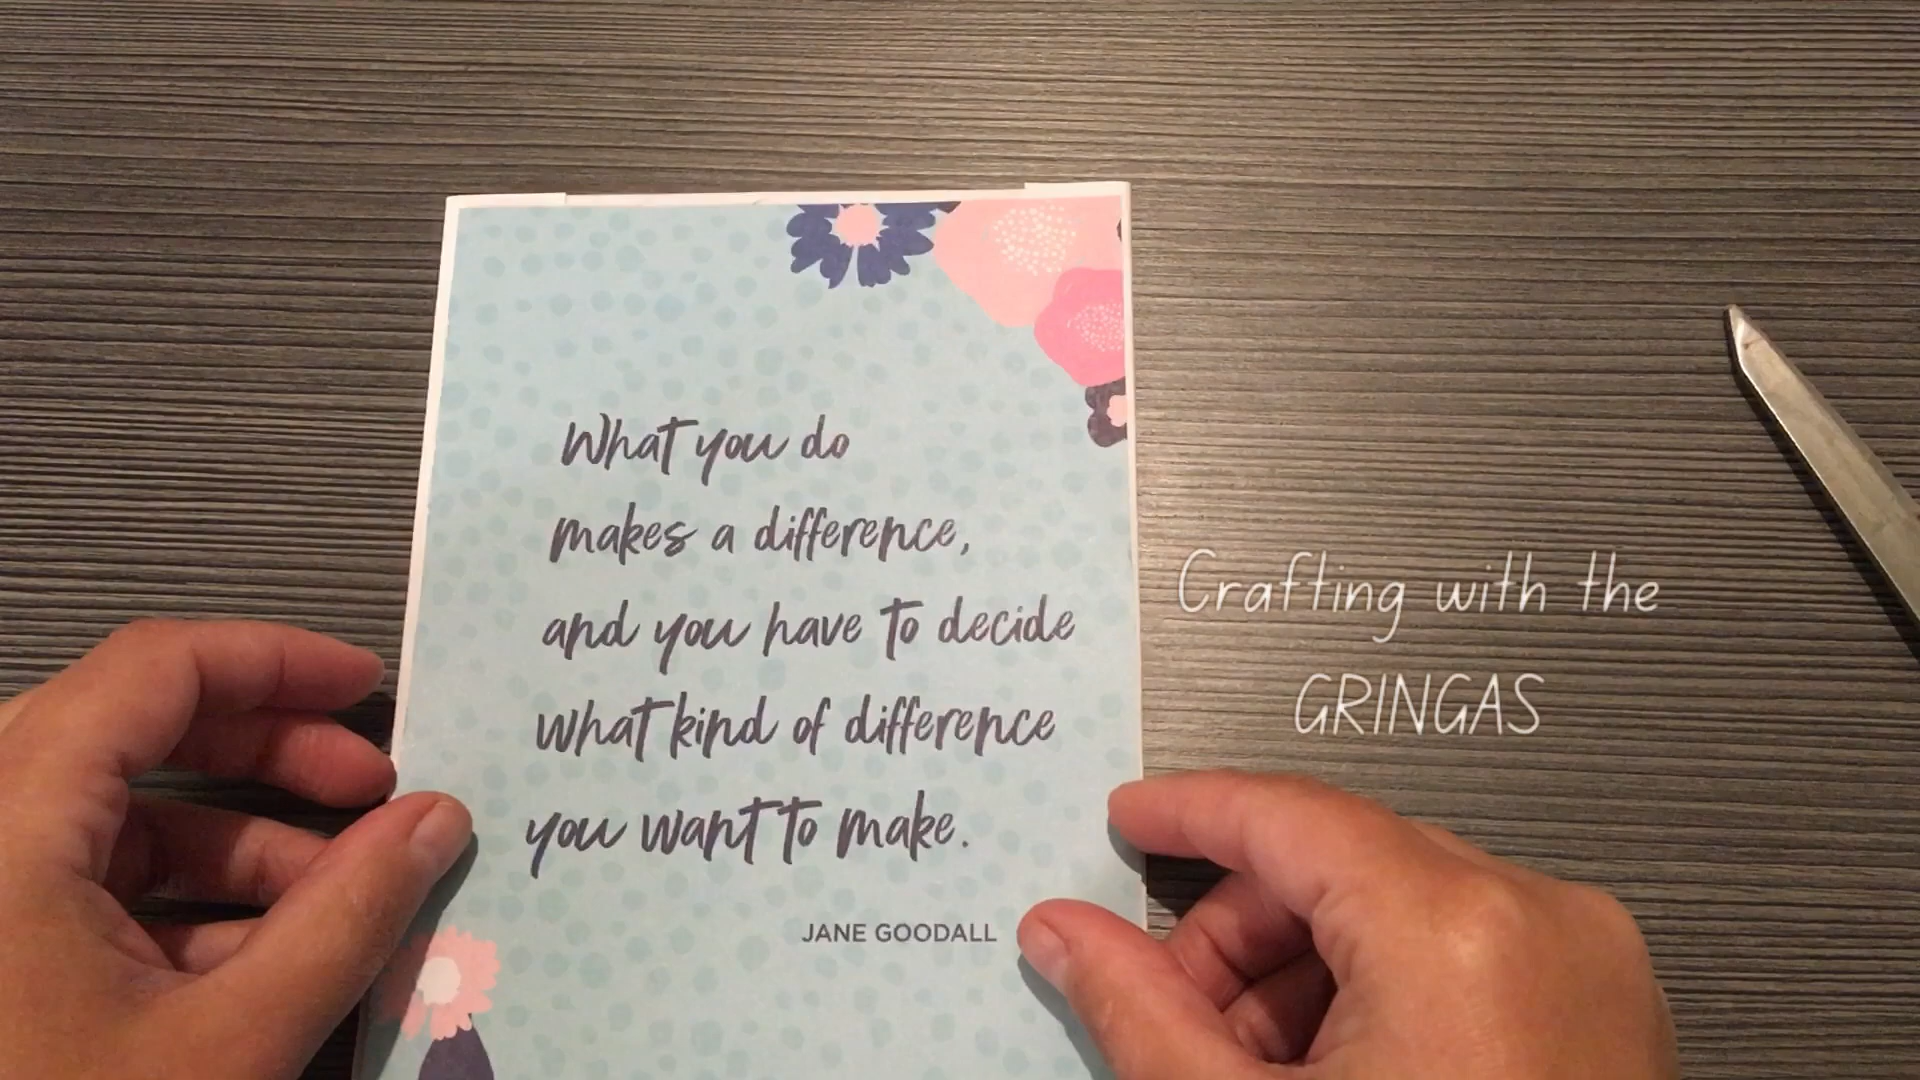 What you do
makes a difference,
and you have to decide
what kind of difference
you want to make.
JANE GOODALL
Crafting with the
GRINGAS